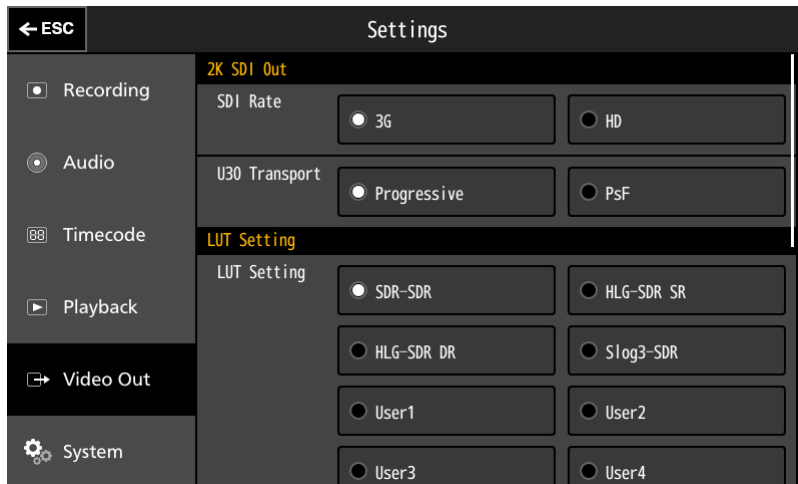 ← ESC
Settings
Recording
Audio
88 Timecode
Playback
Video Out
System
2K SDI Out
SDI Rate
3G
HD
U30 Transport
Progressive
PsF
LUT Setting
LUT Setting
SDR-SDR
HLG-SDR SR
HLG-SDR DR
Slog3-SDR
User1
User2
User3
User4